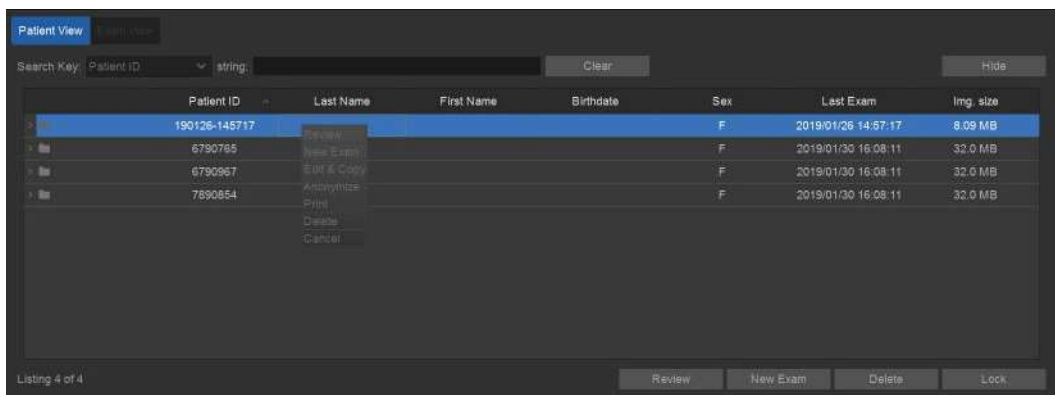 Patient View Exam View
Search Key: Patient ID string: Clear Hide
Patient ID Last Name First Name Birthdate Sex Last Exam Img. size
190126-145717 F 2019/01/26 14:57:17 8.09 MB
6790765 F 2019/01/30 16:08:11 32.0 MB
6790967 F 2019/01/30 16:08:11 32.0 MB
7890854 F 2019/01/30 16:08:11 32.0 MB
Review
New Exam
Edit & Copy
Anonymize
Print
Delete
Cancel
Listing 4 of 4 Review New Exam Delete Lock